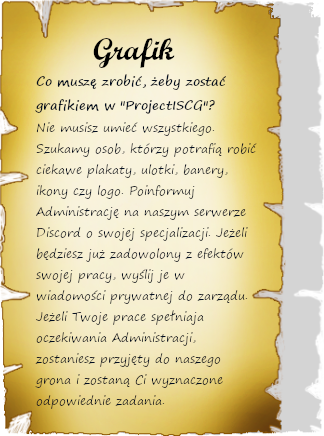 Grafik
Co muszę zrobić, żeby zostać
grafikiem w "ProjectISCG"?
Nie musisz umieć wszystkiego.
Szukamy osob, którzy potrafią robić
ciekawe plakaty, ulotki, banery,
ikony czy logo. Poinformuj
Administrację na naszym serwerze
Discord o swojej specjalizacji. Jeżeli
będziesz już zadowolony z efektów
swojej pracy, wyślij je w
wiadomości prywatnej do zarządu.
Jeżeli Twoje prace spełniaja
oczekiwania Administracji,
zostaniesz przyjęty do naszego
grona i zostaną Ci wyznaczone
odpowiednie zadania.